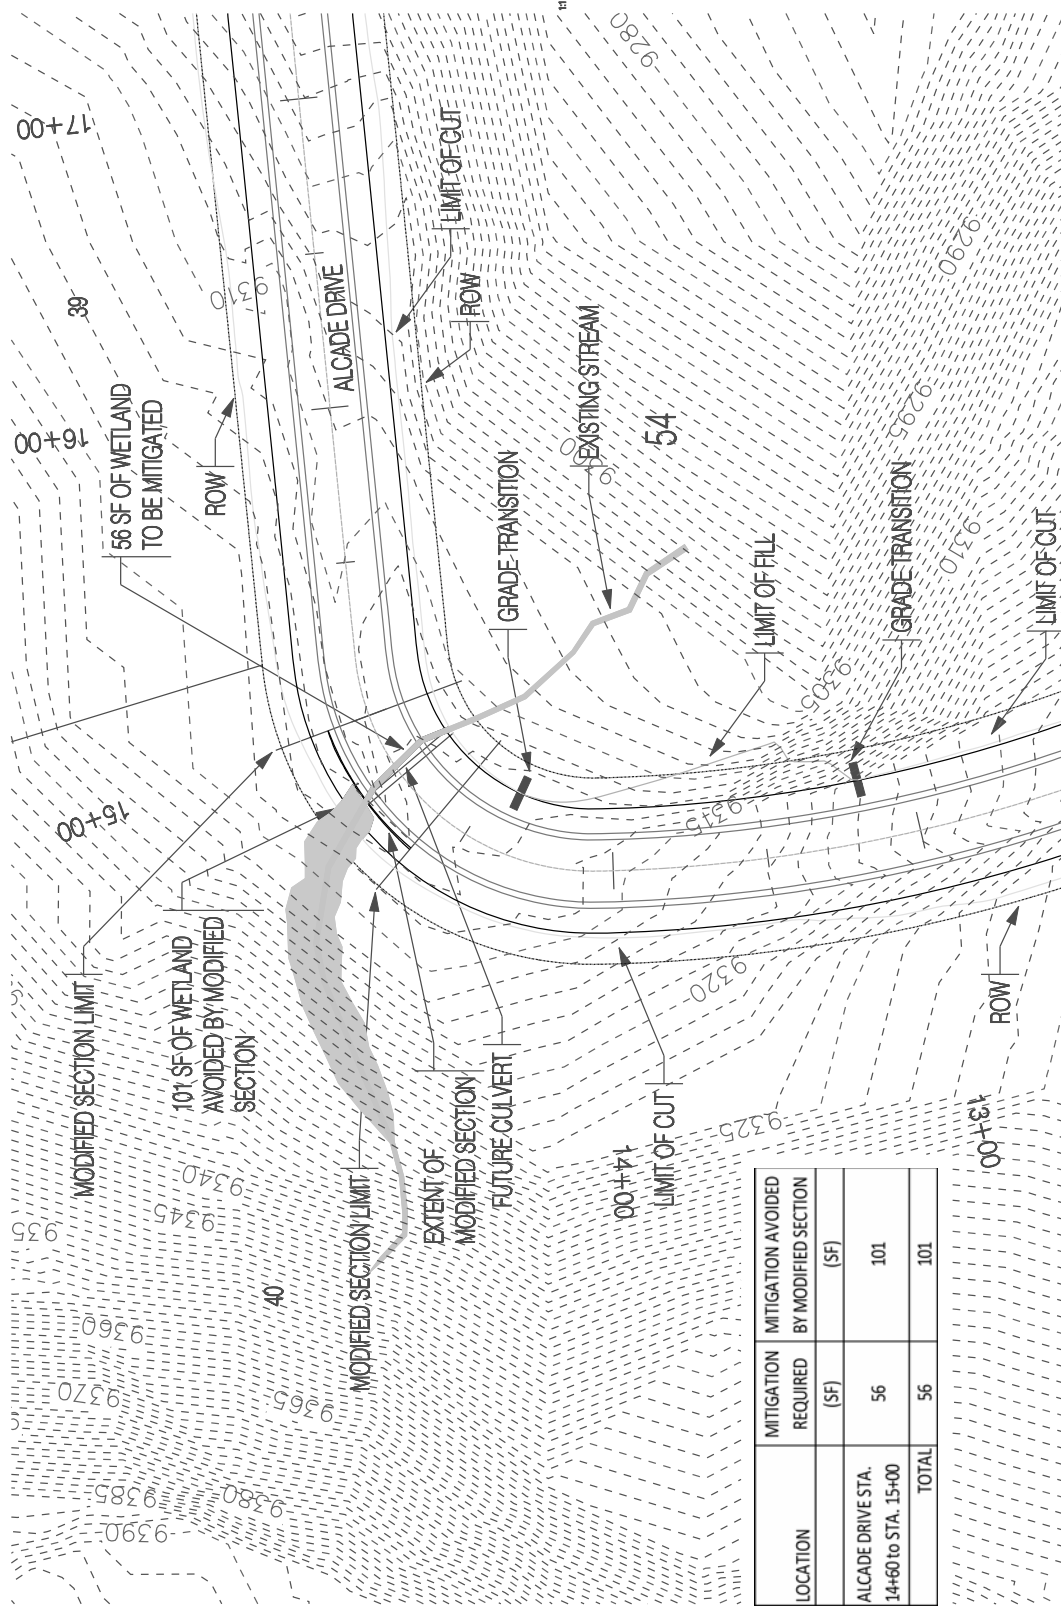 17+00
39
16+00
56 SF OF WETLAND
TO BE MITIGATED
ROW
9310
ALCADE DRIVE
LIMIT OF CUT
ROW
9280
9290
EXISTING STREAM
54
GRADE TRANSITION
9295
GRADE TRANSITION
9310
LIMIT OF FILL
LIMIT OF CUT
9305
15+00
MODIFIED SECTION LIMIT
101 SF OF WETLAND
AVOIDED BY MODIFIED
SECTION
9315
9320
ROW
EXTENT OF
MODIFIED SECTION
FUTURE CULVERT
LIMIT OF CUT
14+00
9325
13+00
MODIFIED SECTION LIMIT
9340
9345
935
40
9360
9370
9365
9385
9380
9390
LOCATION
MITIGATION
REQUIRED
MITIGATION AVOIDED
BY MODIFIED SECTION
(SF)
(SF)
ALCADE DRIVE STA.
14+60 to STA. 15+00
56
101
TOTAL
56
101